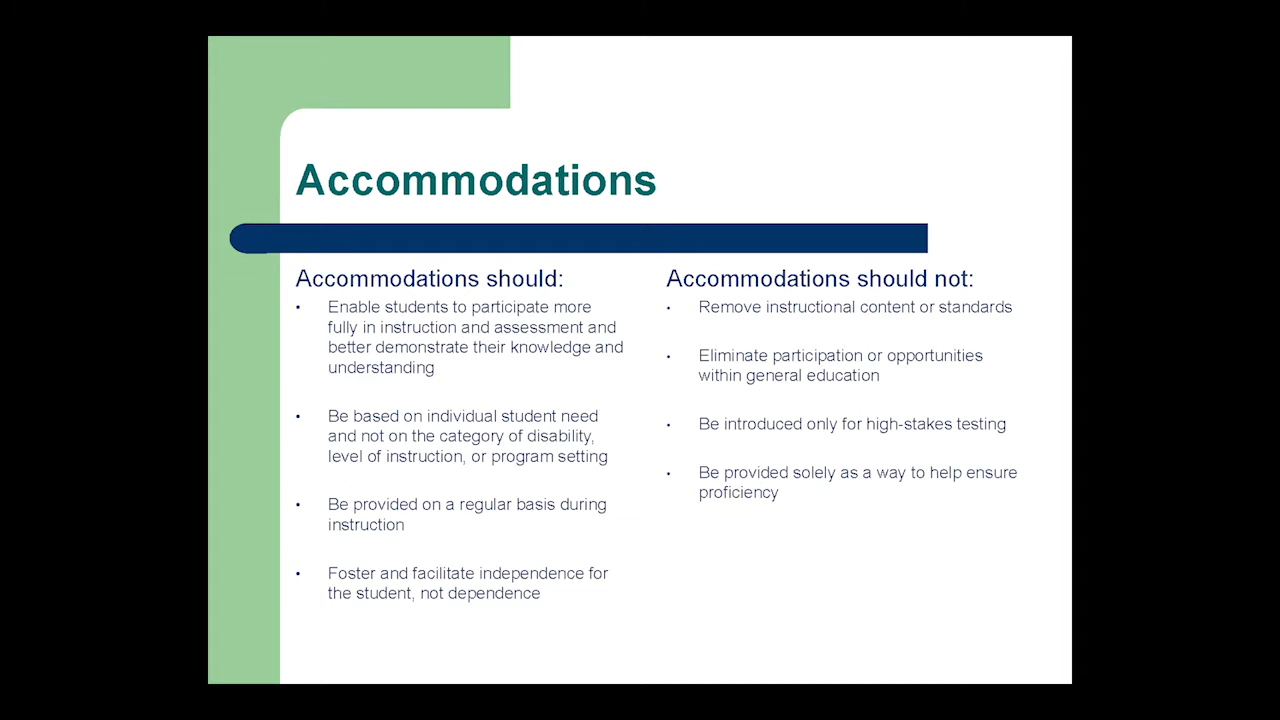 Accommodations
Accommodations should:
• Enable students to participate more
fully in instruction and assessment and
better demonstrate their knowledge and
understanding
• Be based on individual student need
and not on the category of disability,
level of instruction, or program setting
• Be provided on a regular basis during
instruction
• Foster and facilitate independence for
the student, not dependence
Accommodations should not:
• Remove instructional content or standards
• Eliminate participation or opportunities
within general education
• Be introduced only for high-stakes testing
• Be provided solely as a way to help ensure
proficiency